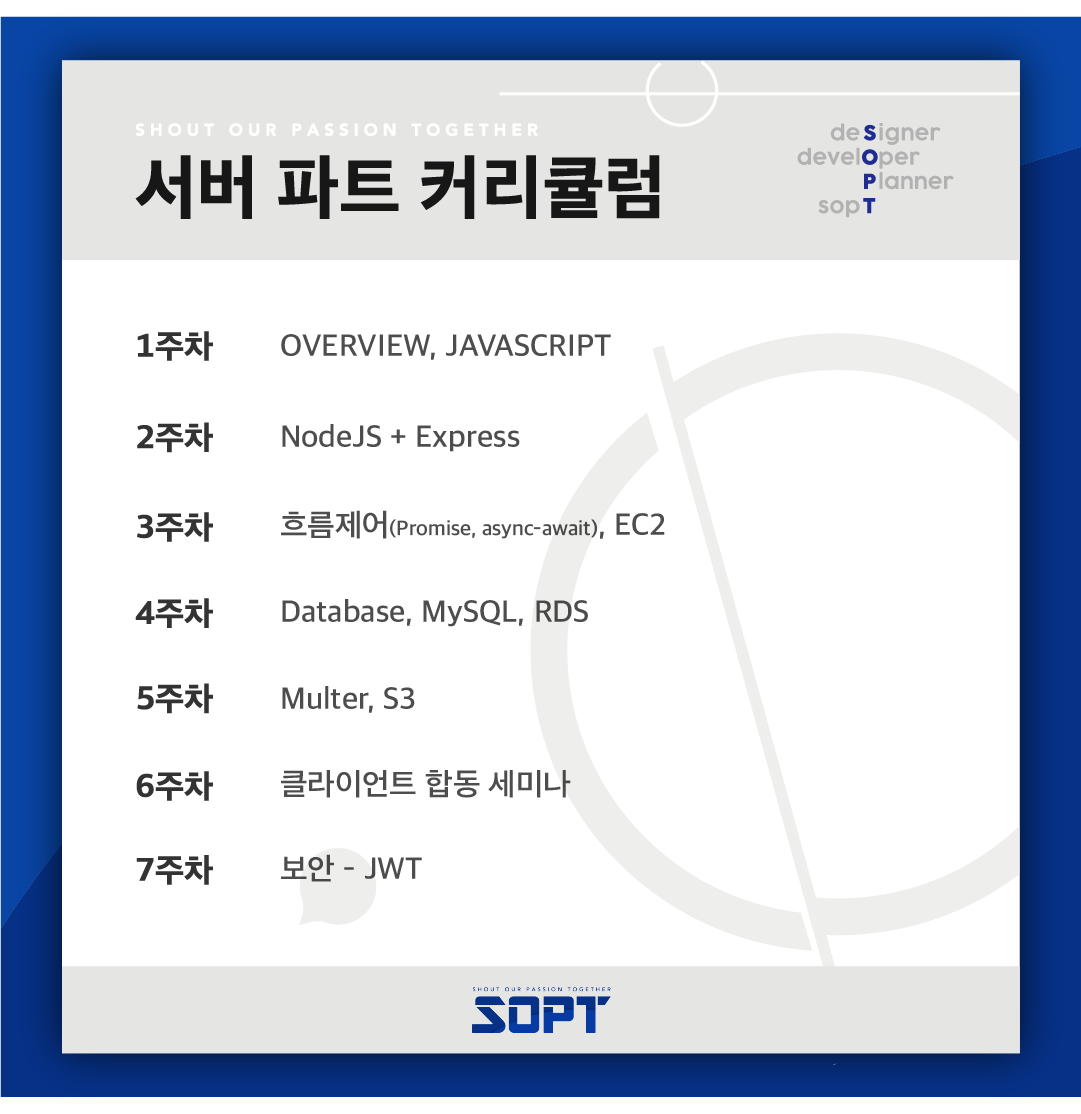 SHOUT OUR PASSION TOGETHER
서버 파트 커리큘럼
deSigner
develOper
Planner
sopT
1주차 OVERVIEW, JAVASCRIPT
2주차 NodeJS + Express
3주차 흐름제어(Promise, async-await), EC2
4주차 Database, MySQL, RDS
5주차 Multer, S3
6주차 클라이언트 합동 세미나
7주차 보안 - JWT
SHOUT OUR PASSION TOGETHER
SOPT